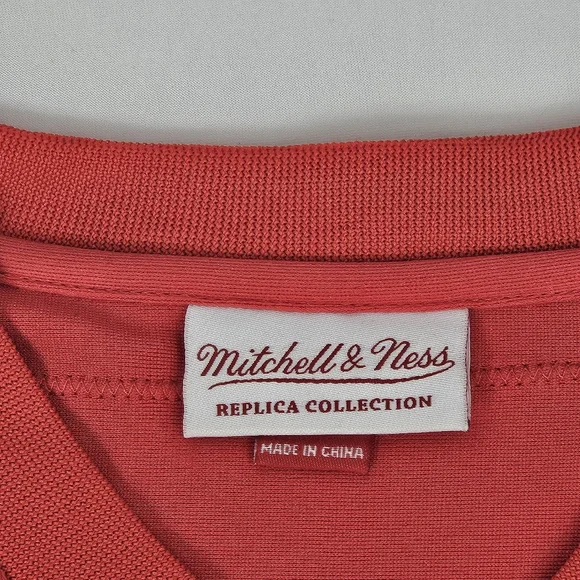 Mitchell & Ness
REPLICA COLLECTION
MADE IN CHINA